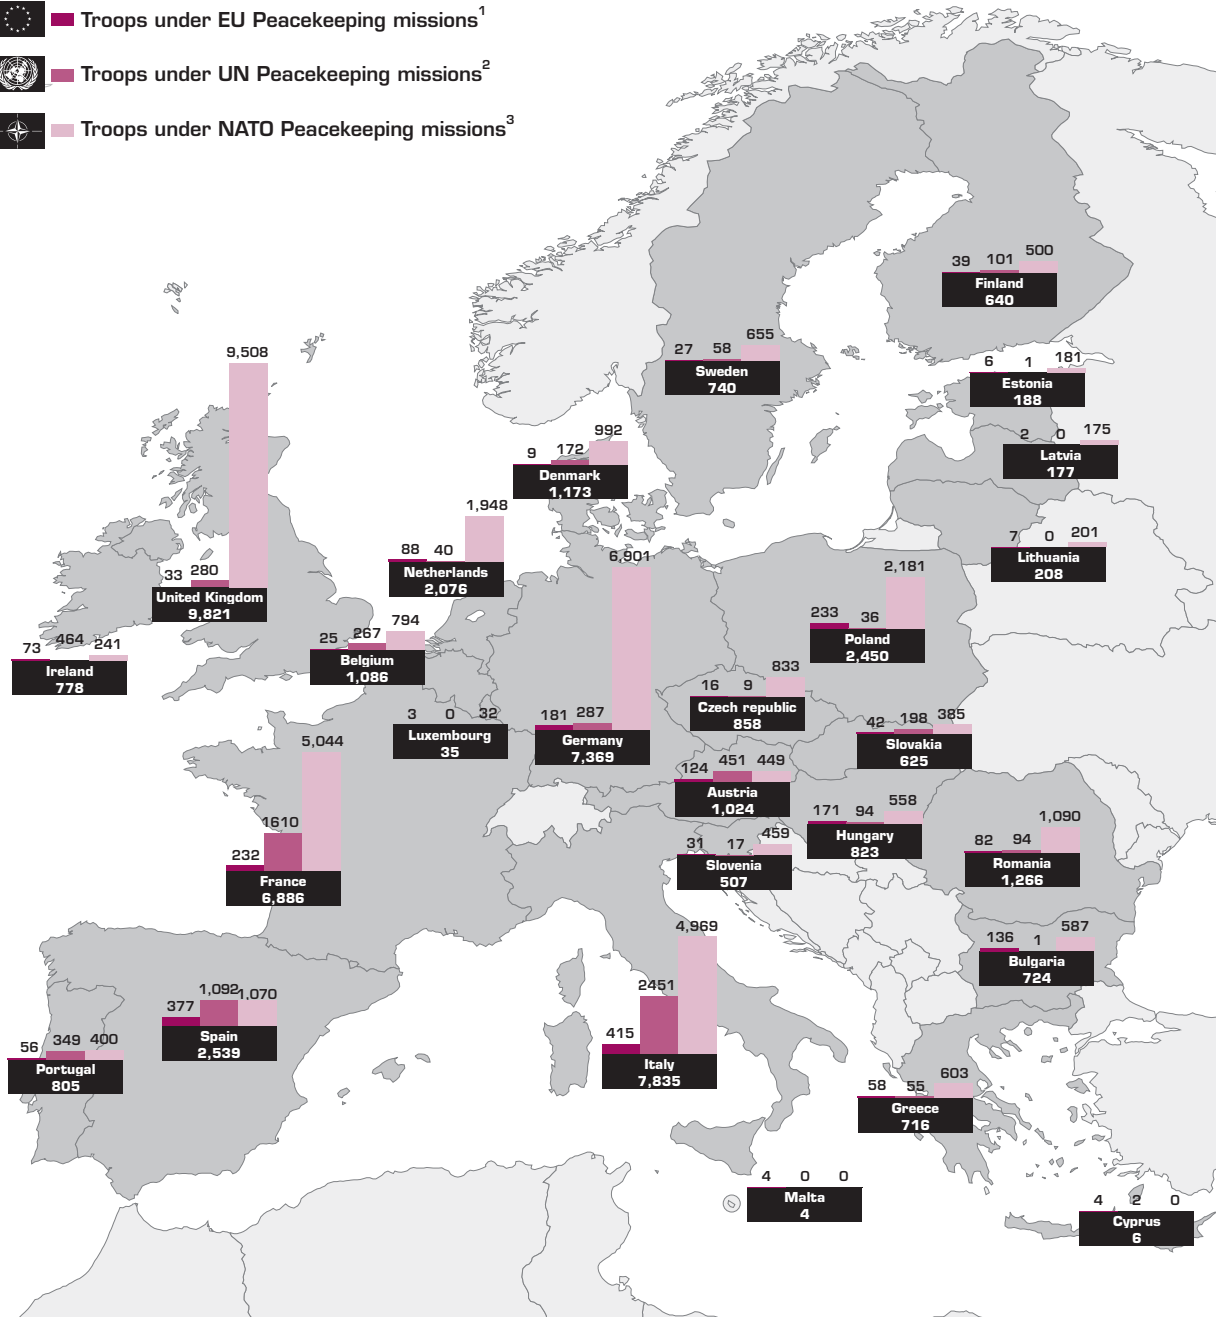 Troops under EU Peacekeeping missions1
Troops under UN Peacekeeping missions2
Troops under NATO Peacekeeping missions3
39 101 500
Finland
640
27 58 655
Sweden
740
6 1 181
Estonia
188
2 0 175
Latvia
177
7 0 201
Lithuania
208
9 172 992
Denmark
1,173
33 280 9,508
United Kingdom
9,821
73 464 241
Ireland
778
88 40 1,948
Netherlands
2,076
25 267 794
Belgium
1,086
3 0 32
Luxembourg
35
181 287 6,901
Germany
7,369
233 36 2,181
Poland
2,450
16 9 833
Czech republic
858
42 198 385
Slovakia
625
124 451 449
Austria
1,024
171 94 558
Hungary
823
31 17 459
Slovenia
507
82 94 1,090
Romania
1,266
136 1 587
Bulgaria
724
232 1610 5,044
France
6,886
377 1,092 1,070
Spain
2,539
56 349 400
Portugal
805
415 2451 4,969
Italy
7,835
58 55 603
Greece
716
4 0 0
Malta
4
4 2 0
Cyprus
6